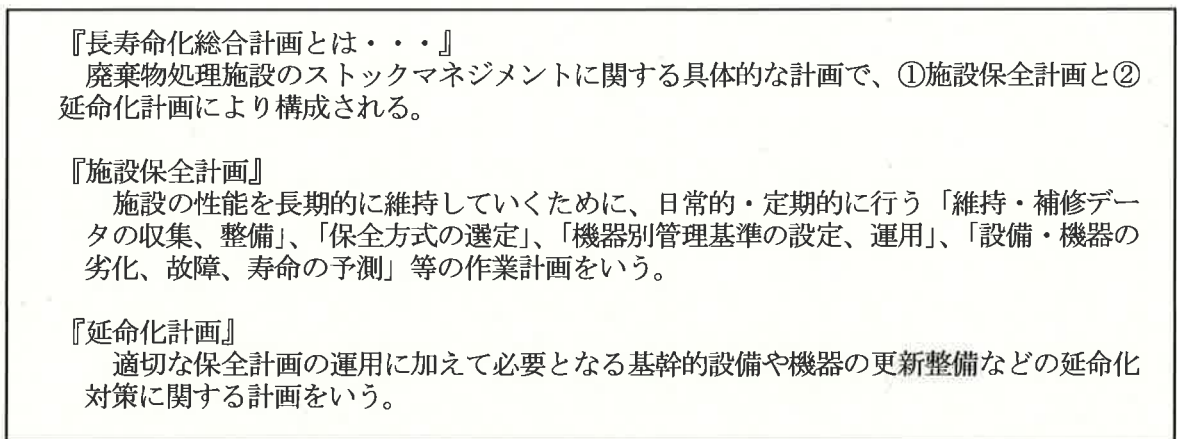 『長寿命化総合計画とは・・・』
廃棄物処理施設のストックマネジメントに関する具体的な計画で、①施設保全計画と②
延命化計画により構成される。
『施設保全計画』
施設の性能を長期的に維持していくために、日常的・定期的に行う「維持・補修デー
タの収集、整備」、「保全方式の選定」、「機器別管理基準の設定、運用」、「設備・機器の
劣化、故障、寿命の予測」等の作業計画をいう。
『延命化計画』
適切な保全計画の運用に加えて必要となる基幹的設備や機器の更新整備などの延命化
対策に関する計画をいう。